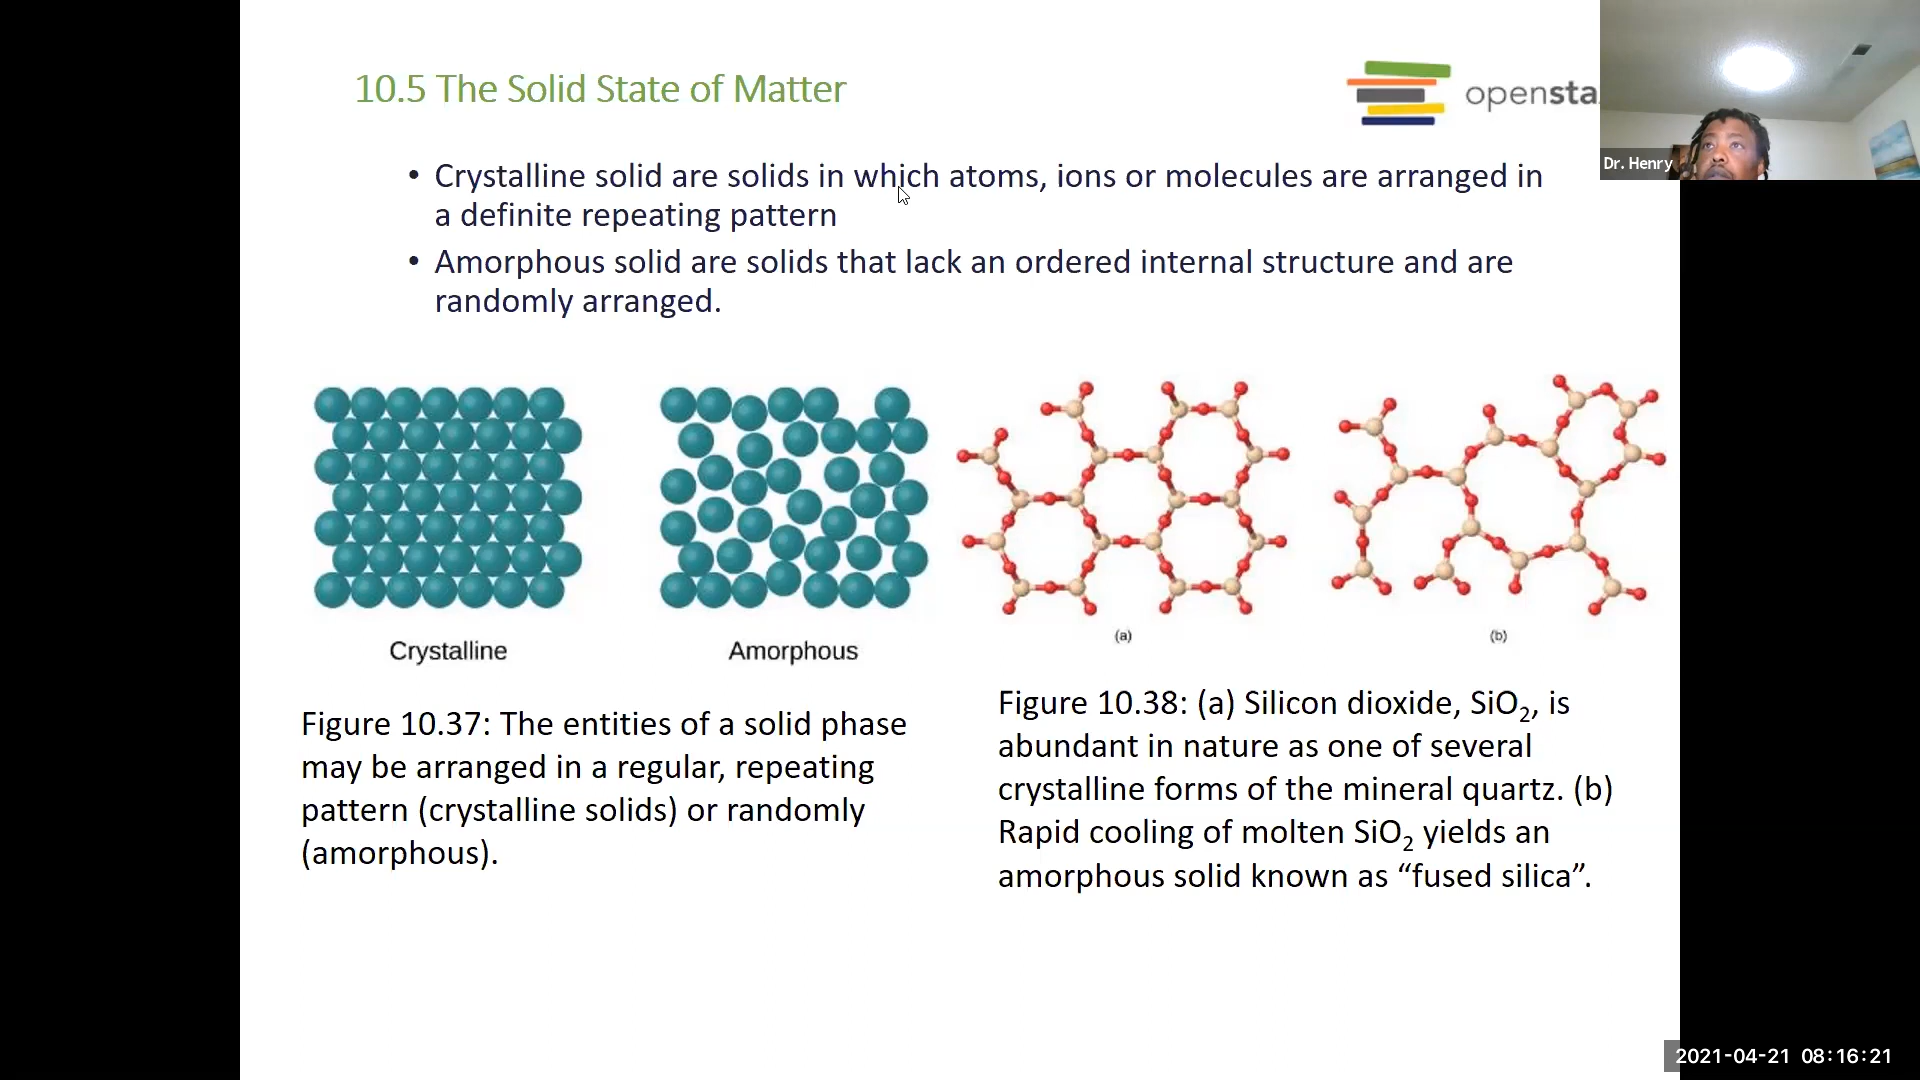 10.5 The Solid State of Matter
opensta
Dr. Henry
• Crystalline solid are solids in which atoms, ions or molecules are arranged in
a definite repeating pattern
• Amorphous solid are solids that lack an ordered internal structure and are
randomly arranged.
Crystalline
Amorphous
(a)
(b)
Figure 10.37: The entities of a solid phase
may be arranged in a regular, repeating
pattern (crystalline solids) or randomly
(amorphous).
Figure 10.38: (a) Silicon dioxide, SiO₂, is
abundant in nature as one of several
crystalline forms of the mineral quartz. (b)
Rapid cooling of molten SiO₂ yields an
amorphous solid known as “fused silica”.
2021-04-21 08:16:21